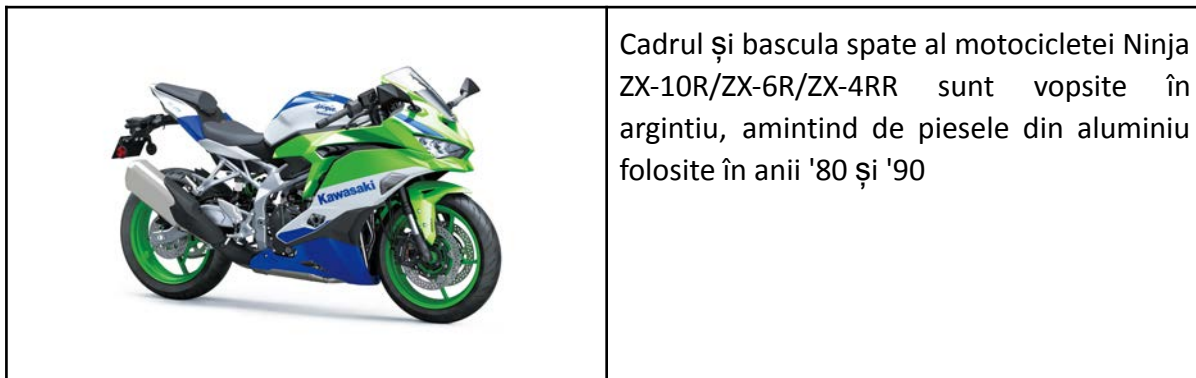 Kawasaki
Cadrul și bascula spate al motocicletei Ninja
ZX-10R/ZX-6R/ZX-4RR sunt vopsite în
argintiu, amintind de piesele din aluminiu
folosite în anii '80 și '90